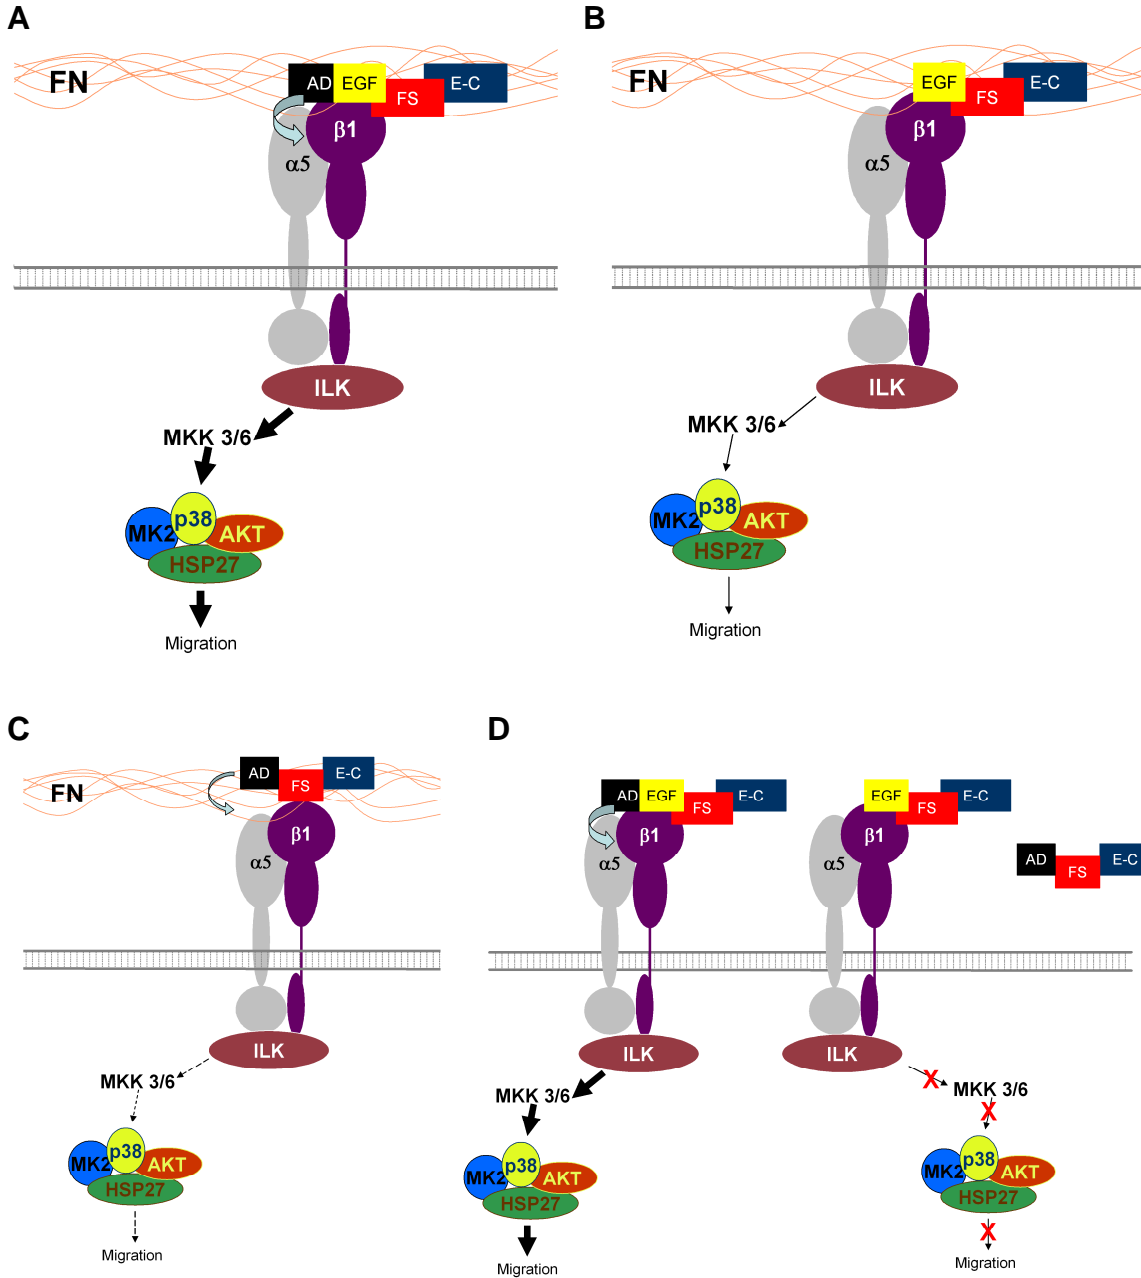 A
FN
AD
EGF
FS
E-C
β1
α5
ILK
MKK 3/6
p38
MK2
AKT
HSP27
Migration
B
FN
EGF
FS
E-C
β1
α5
ILK
MKK 3/6
p38
MK2
AKT
HSP27
Migration
C
FN
AD
FS
E-C
β1
α5
ILK
MKK 3/6
p38
MK2
AKT
HSP27
Migration
D
AD
EGF
FS
E-C
β1
α5
ILK
MKK 3/6
p38
MK2
AKT
HSP27
Migration
EGF
FS
E-C
β1
α5
ILK
X
MKK 3/6
X
p38
MK2
AKT
HSP27
X
Migration
AD
FS
E-C